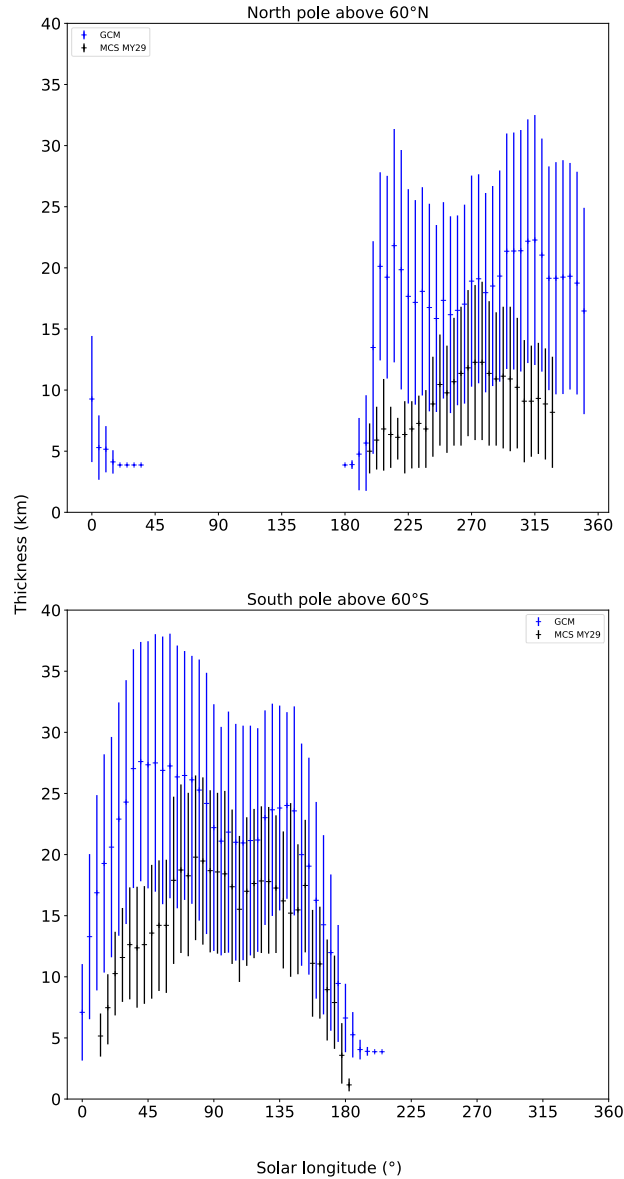 North pole above 60°N
40
GCM
MCS MY29
35
30
25
20
15
10
5
0
0 45 90 135 180 225 270 315 360
Thickness (km)
South pole above 60°S
40
GCM
MCS MY29
35
30
25
20
15
10
5
0
0 45 90 135 180 225 270 315 360
Solar longitude (°)